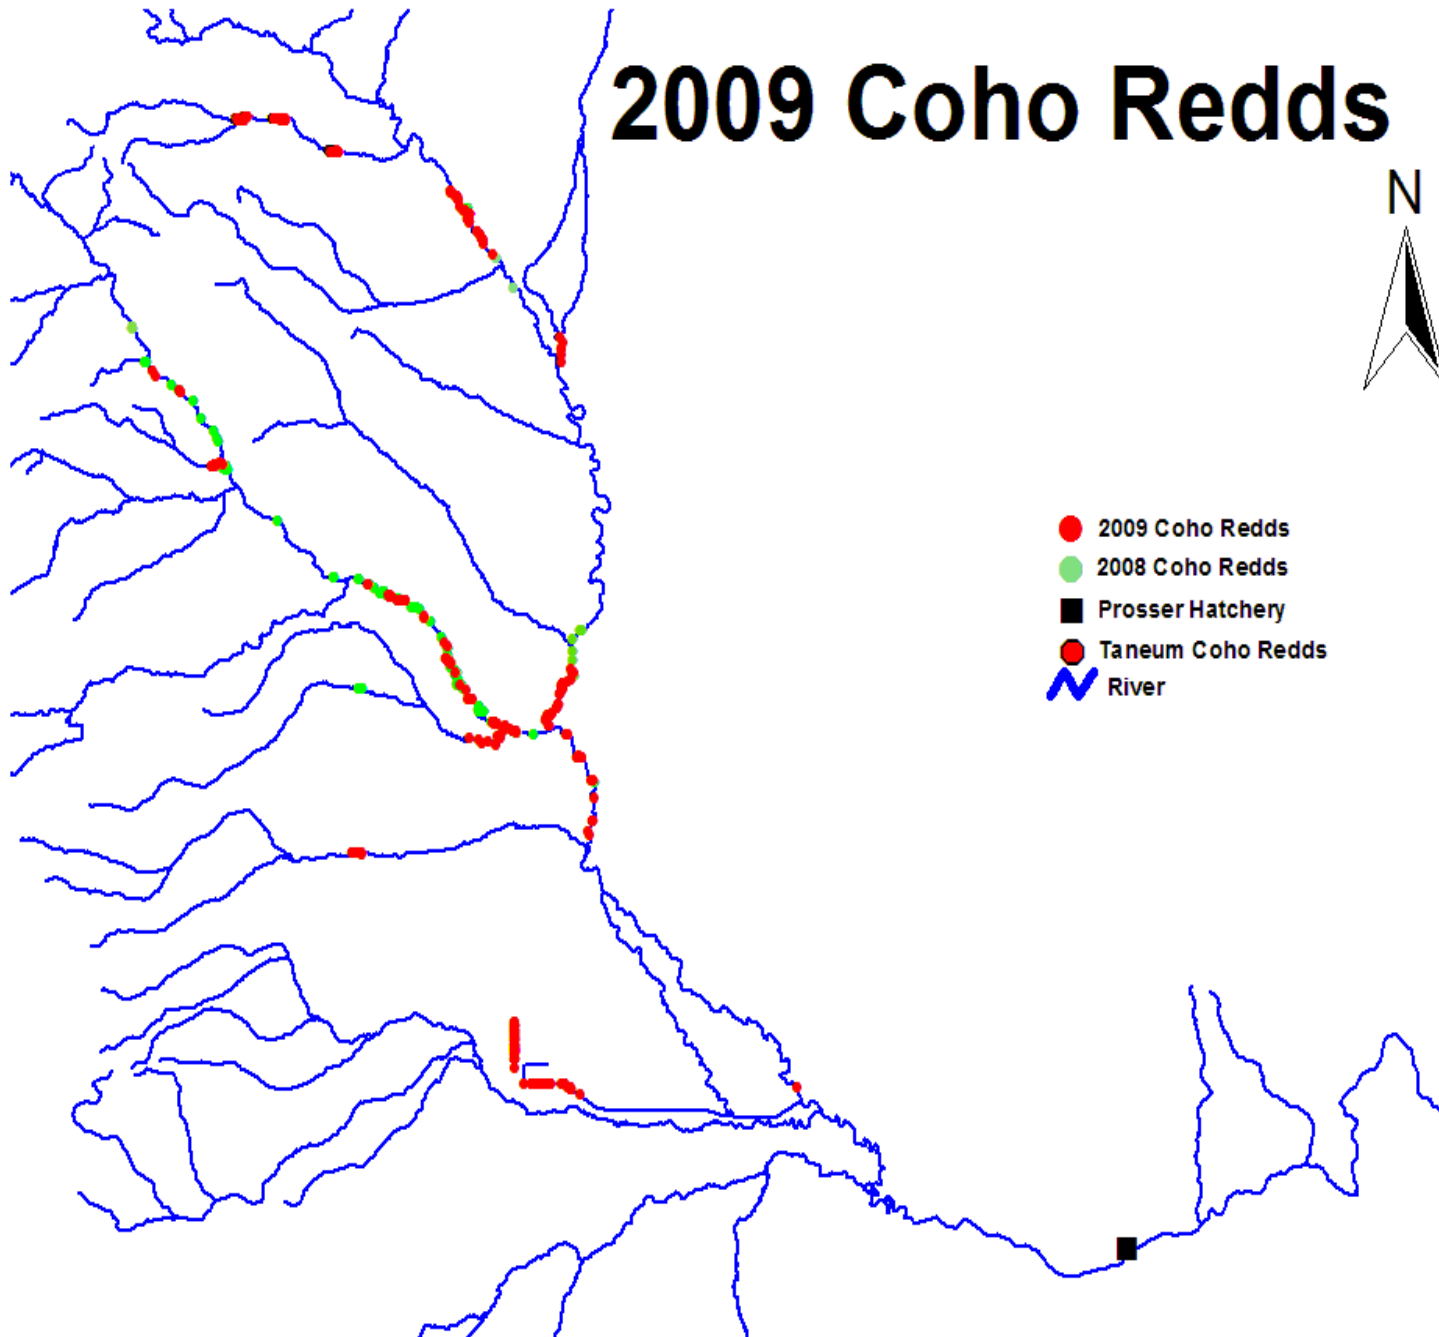 2009 Coho Redds
N
2009 Coho Redds
2008 Coho Redds
Prosser Hatchery
Taneum Coho Redds
River